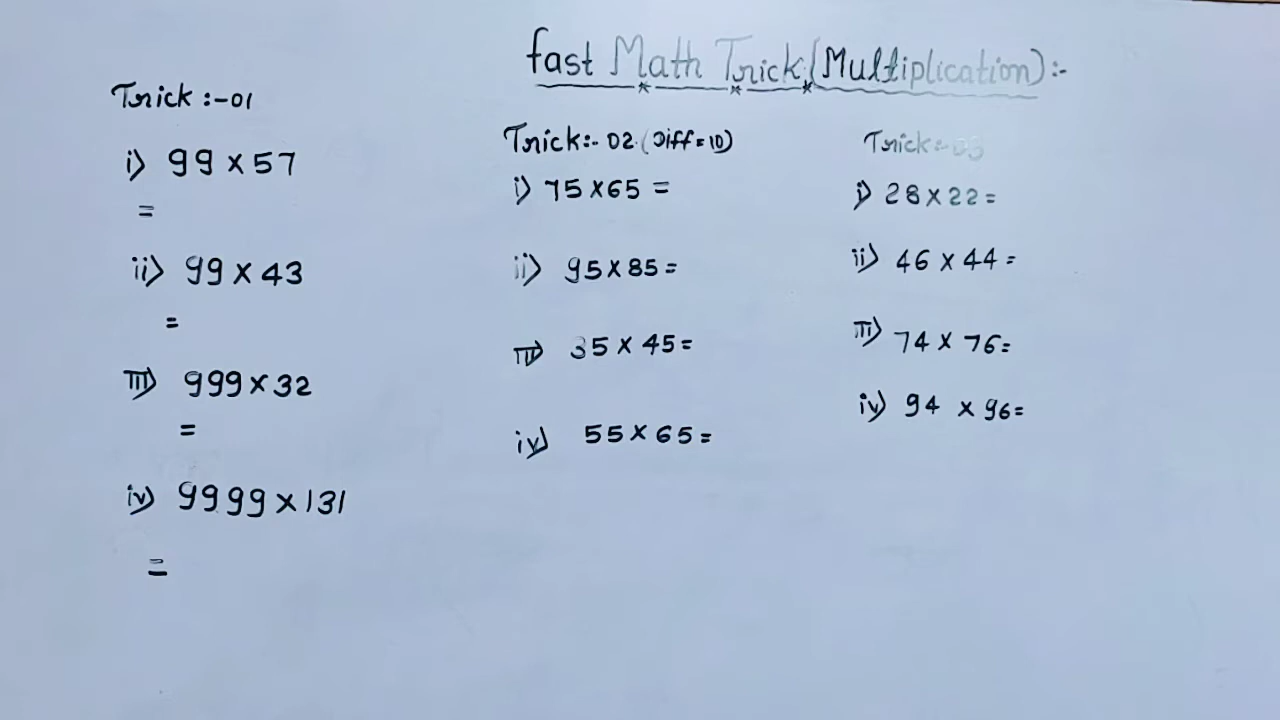 fast Math Trick (Multiplication):-
Trick :-01
i) 99 × 57
=
ii) 99 × 43
=
III) 999 × 32
=
iv) 9999 × 131
=
Trick:- 02 (Diff = 10)
i) 75 × 65 =
ii) 95 × 85 =
III) 35 × 45 =
iv) 55 × 65 =
Trick:- 03
i) 28 × 22 =
ii) 46 × 44 =
III) 74 × 76 =
iv) 94 × 96 =